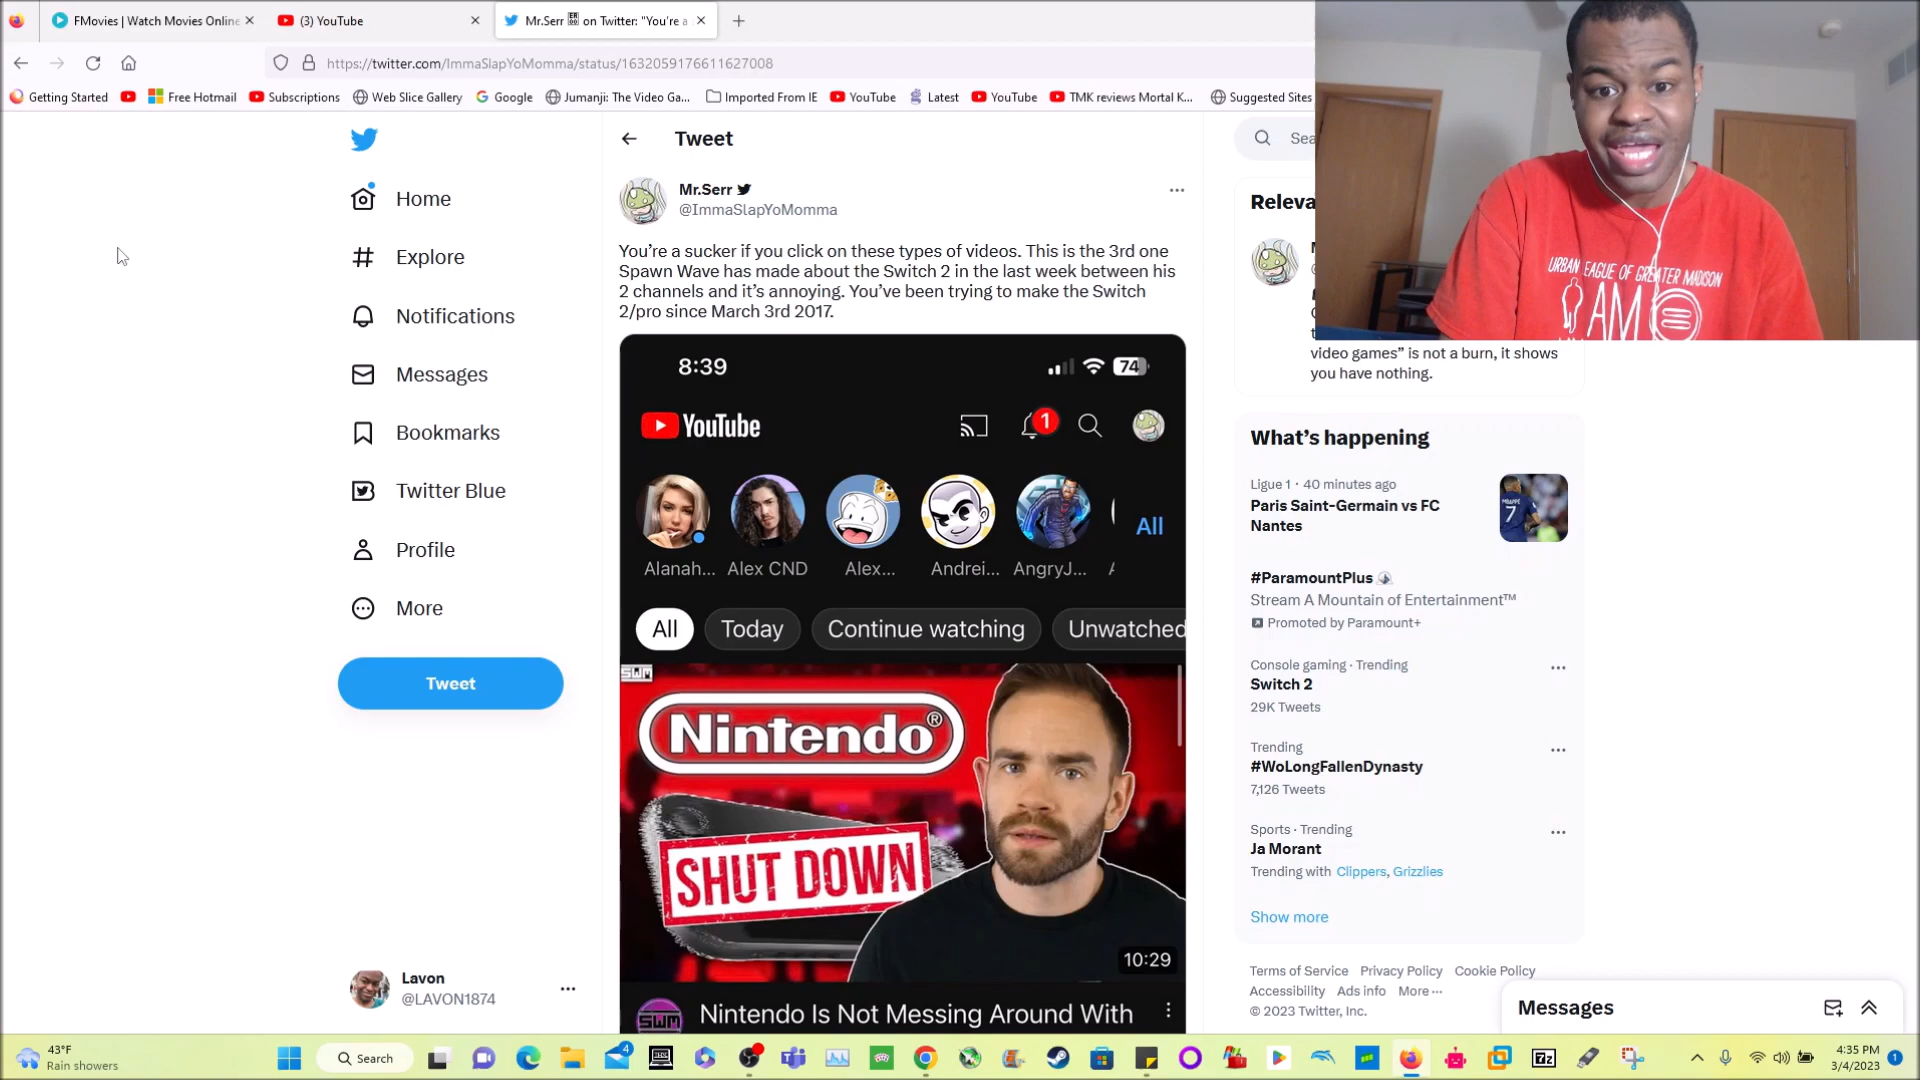 FMovies | Watch Movies Online
(3) YouTube
Mr.Serr on Twitter: "You're a
https://twitter.com/ImmaSlapYoMomma/status/1632059176611627008
Getting Started
Free Hotmail
Subscriptions
Web Slice Gallery
Google
Jumanji: The Video Ga...
Imported From IE
YouTube
Latest
YouTube
TMK reviews Mortal K...
Suggested Sites
Home
Explore
Notifications
Messages
Bookmarks
Twitter Blue
Profile
More
Tweet
Lavon
@LAVON1874
Tweet
Mr.Serr
@ImmaSlapYoMomma
You’re a sucker if you click on these types of videos. This is the 3rd one
Spawn Wave has made about the Switch 2 in the last week between his
2 channels and it’s annoying. You’ve been trying to make the Switch
2/pro since March 3rd 2017.
8:39
74
YouTube
1
Alanah...
Alex CND
Alex...
Andrei...
AngryJ...
All
All
Today
Continue watching
Unwatched
SWM
Nintendo®
SHUT DOWN
10:29
SWM
Nintendo Is Not Messing Around With
Sea
Releva
video games” is not a burn, it shows
you have nothing.
URBAN LEAGUE OF GREATER MADISON
I AM
What’s happening
Ligue 1 · 40 minutes ago
Paris Saint-Germain vs FC
Nantes
MBAPPE
7
#ParamountPlus
Stream A Mountain of Entertainment™
Promoted by Paramount+
Console gaming · Trending
Switch 2
29K Tweets
Trending
#WoLongFallenDynasty
7,126 Tweets
Sports · Trending
Ja Morant
Trending with Clippers, Grizzlies
Show more
Terms of Service Privacy Policy Cookie Policy
Accessibility Ads info More ···
© 2023 Twitter, Inc.
Messages
43°F
Rain showers
Search
4
7z
4:35 PM
3/4/2023
1